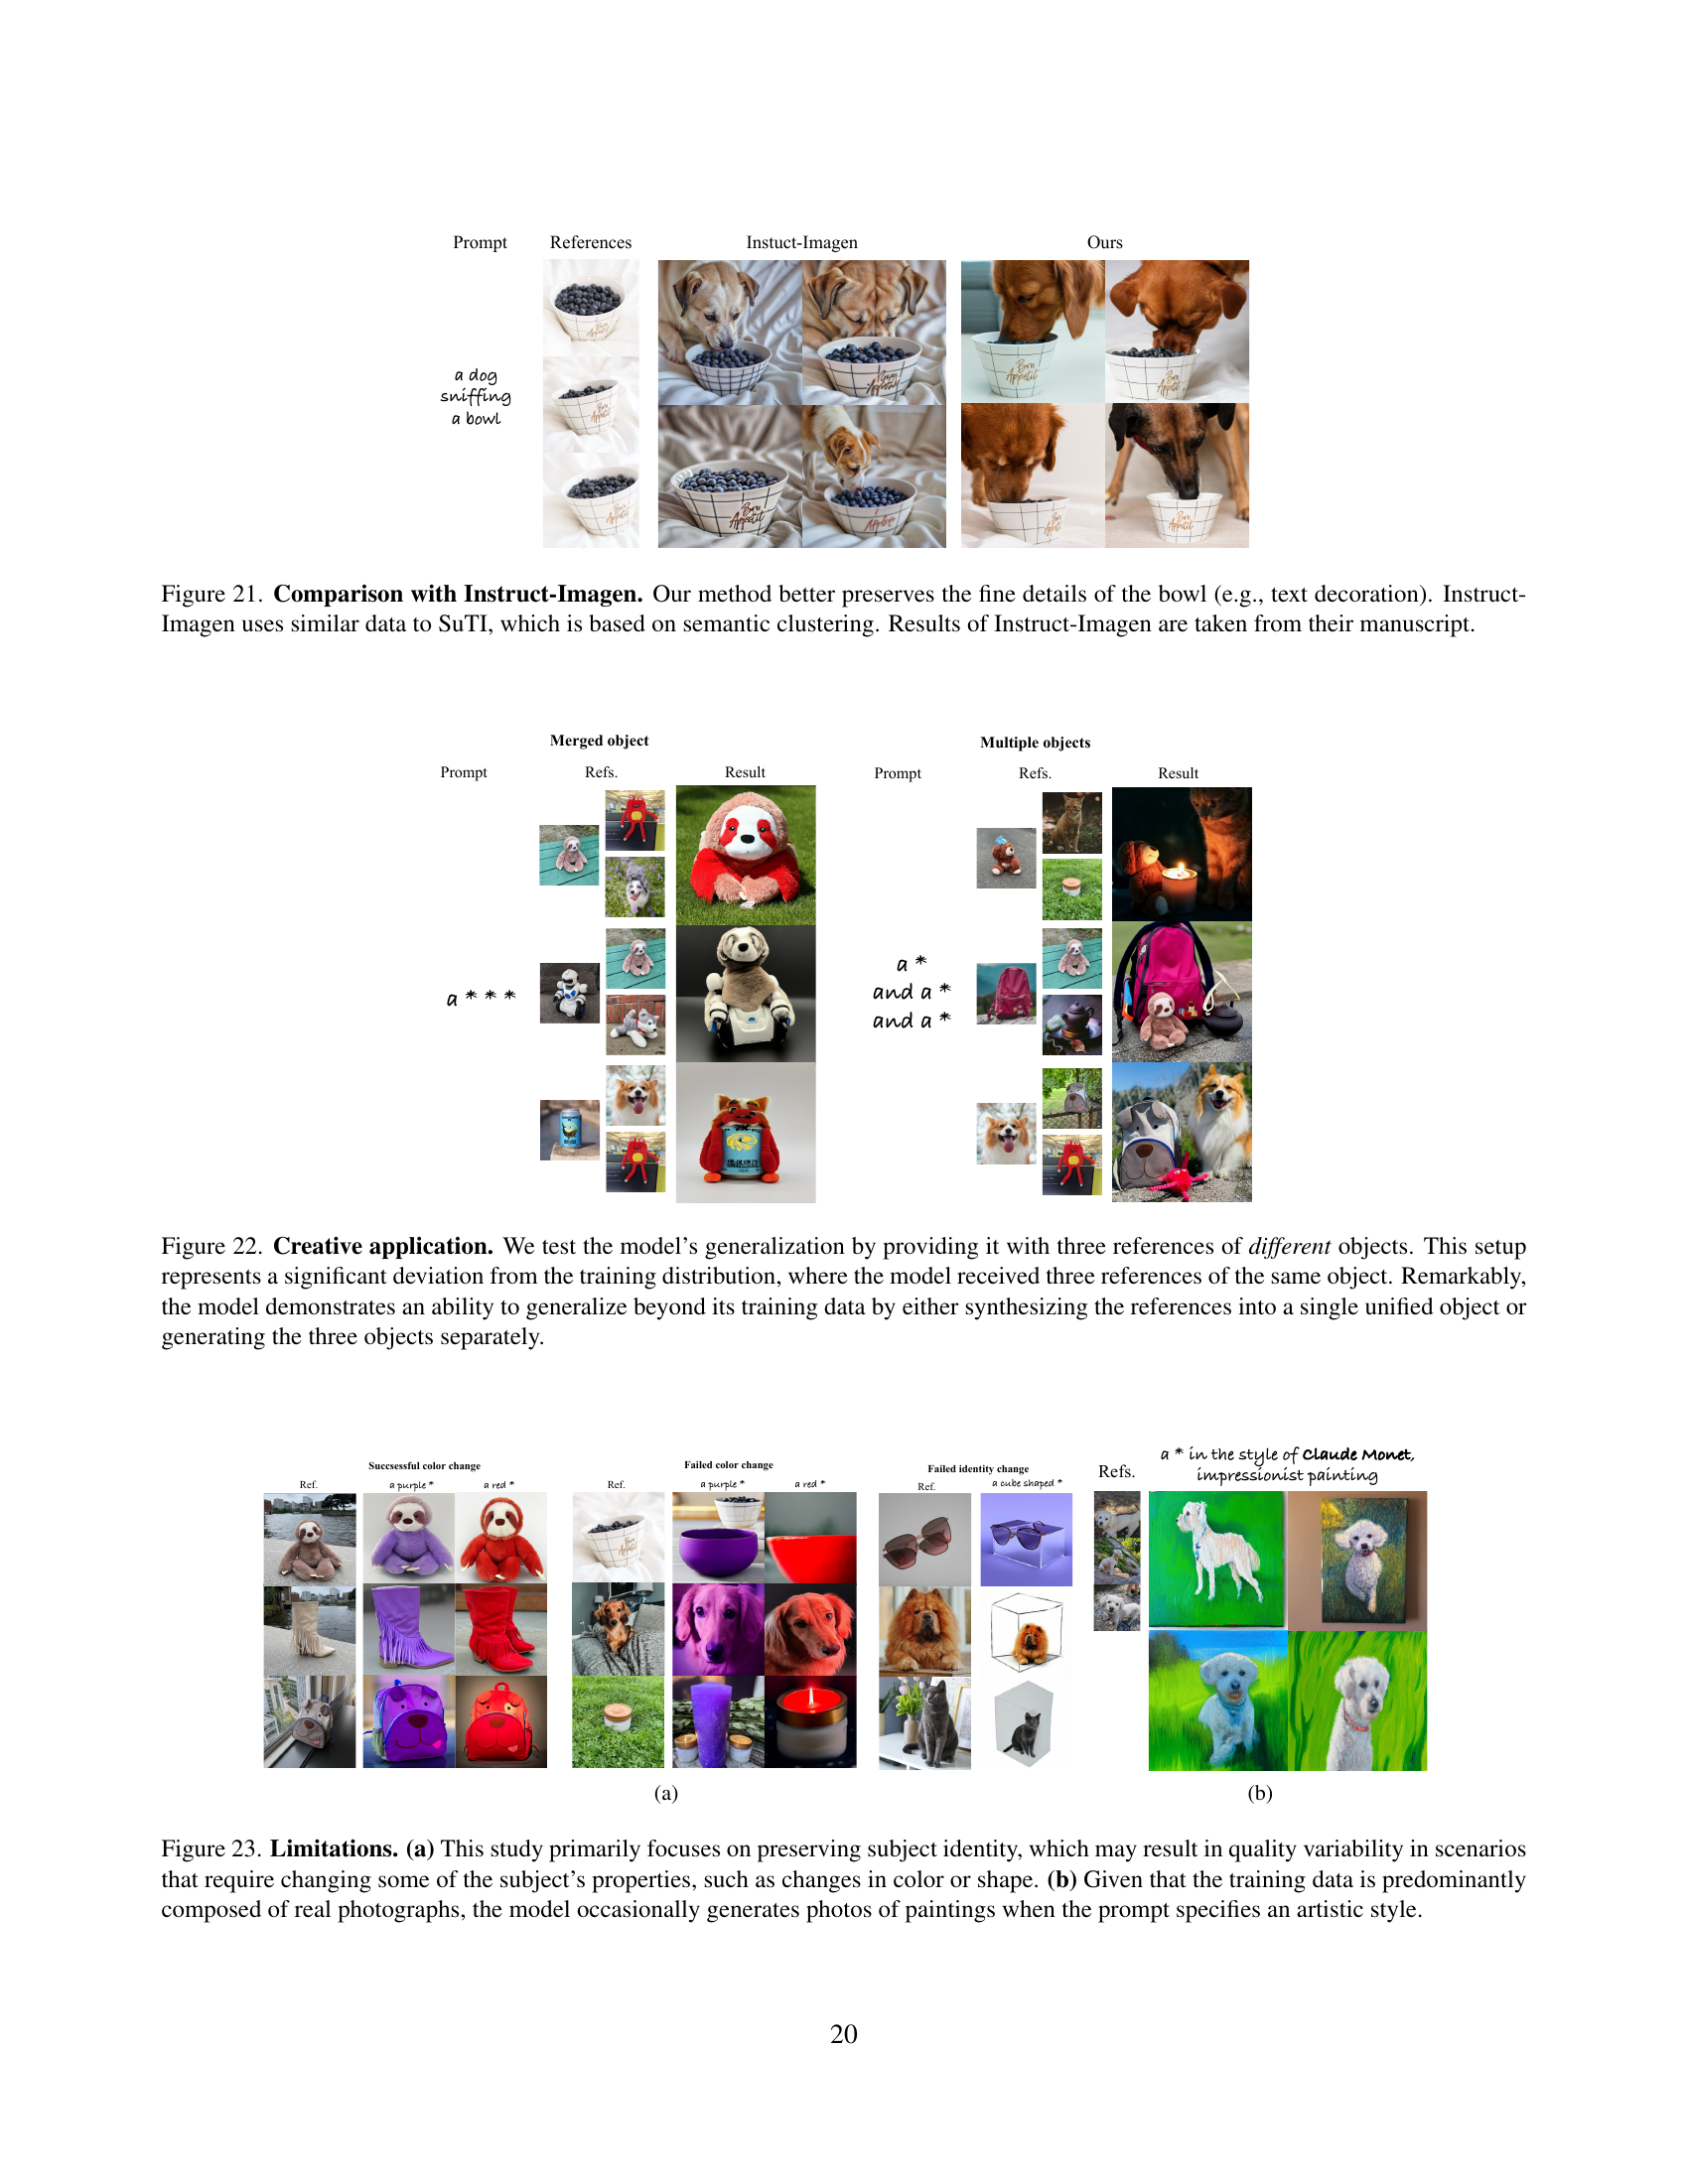 Prompt
References
Instuct-Imagen
Ours
a dog
sniffing
a bowl
Bon
Appetit
Figure 21. Comparison with Instruct-Imagen. Our method better preserves the fine details of the bowl (e.g., text decoration). Instruct-
Imagen uses similar data to SuTI, which is based on semantic clustering. Results of Instruct-Imagen are taken from their manuscript.
Merged object
Prompt
Refs.
Result
a * * *
Multiple objects
Prompt
Refs.
Result
a *
and a *
and a *
Figure 22. Creative application. We test the model's generalization by providing it with three references of different objects. This setup
represents a significant deviation from the training distribution, where the model received three references of the same object. Remarkably,
the model demonstrates an ability to generalize beyond its training data by either synthesizing the references into a single unified object or
generating the three objects separately.
Succsessful color change
Ref.
a purple *
a red *
Failed color change
Ref.
a purple *
a red *
Failed identity change
Ref.
a cube shaped *
(a)
Refs.
a * in the style of Claude Monet,
impressionist painting
(b)
Figure 23. Limitations. (a) This study primarily focuses on preserving subject identity, which may result in quality variability in scenarios
that require changing some of the subject's properties, such as changes in color or shape. (b) Given that the training data is predominantly
composed of real photographs, the model occasionally generates photos of paintings when the prompt specifies an artistic style.
20